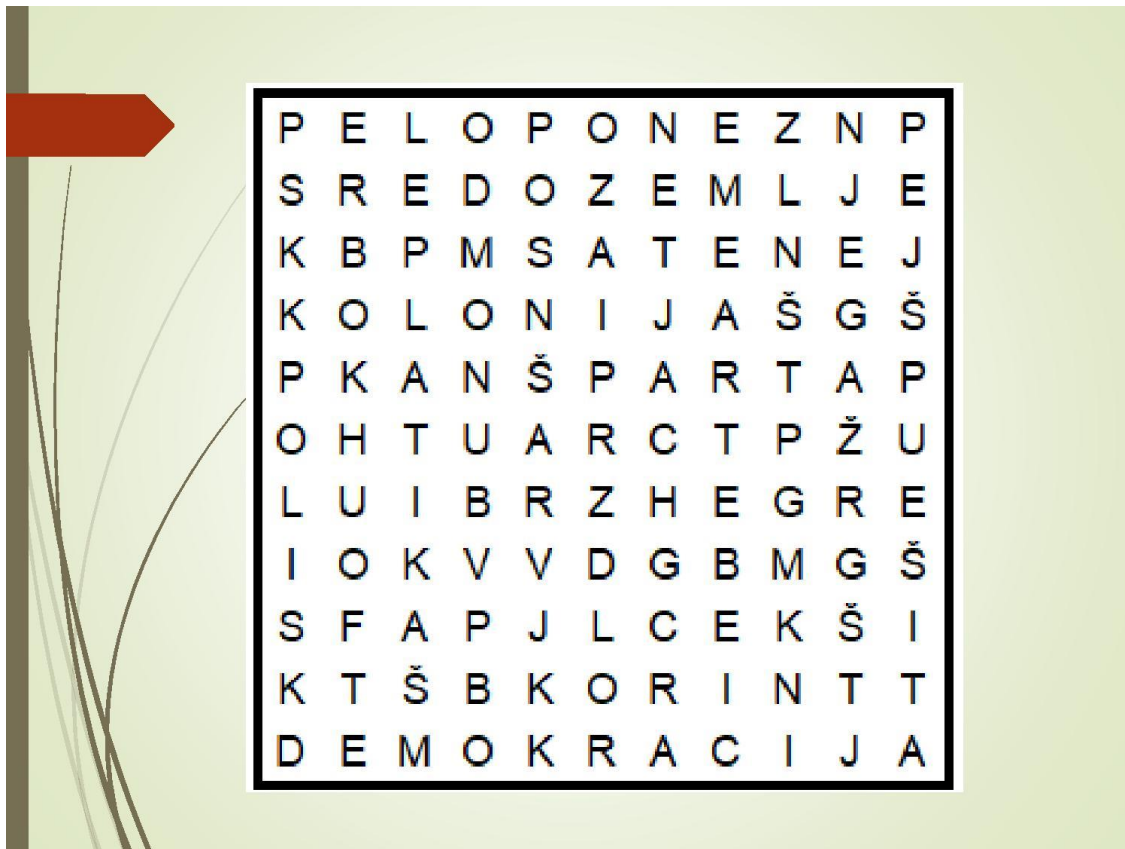 P E L O P O N E Z N P
S R E D O Z E M L J E
K B P M S A T E N E J
K O L O N I J A Š G Š
P K A N Š P A R T A P
O H T U A R C T P Ž U
L U I B R Z H E G R E
I O K V V D G B M G Š
S F A P J L C E K Š I
K T Š B K O R I N T T
D E M O K R A C I J A